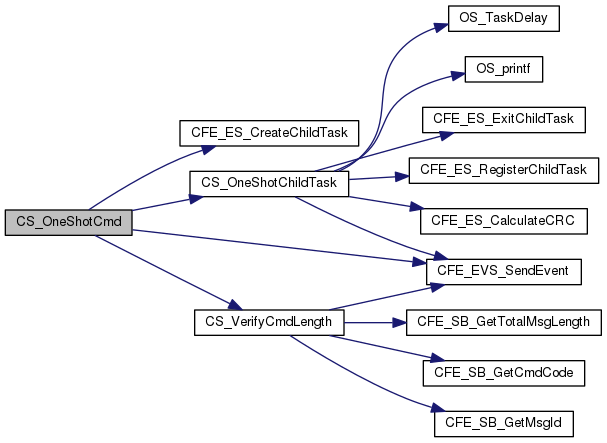 OS_TaskDelay
OS_printf
CFE_ES_ExitChildTask
CFE_ES_CreateChildTask
CFE_ES_RegisterChildTask
CS_OneShotChildTask
CS_OneShotCmd
CFE_ES_CalculateCRC
CFE_EVS_SendEvent
CS_VerifyCmdLength
CFE_SB_GetTotalMsgLength
CFE_SB_GetCmdCode
CFE_SB_GetMsgId